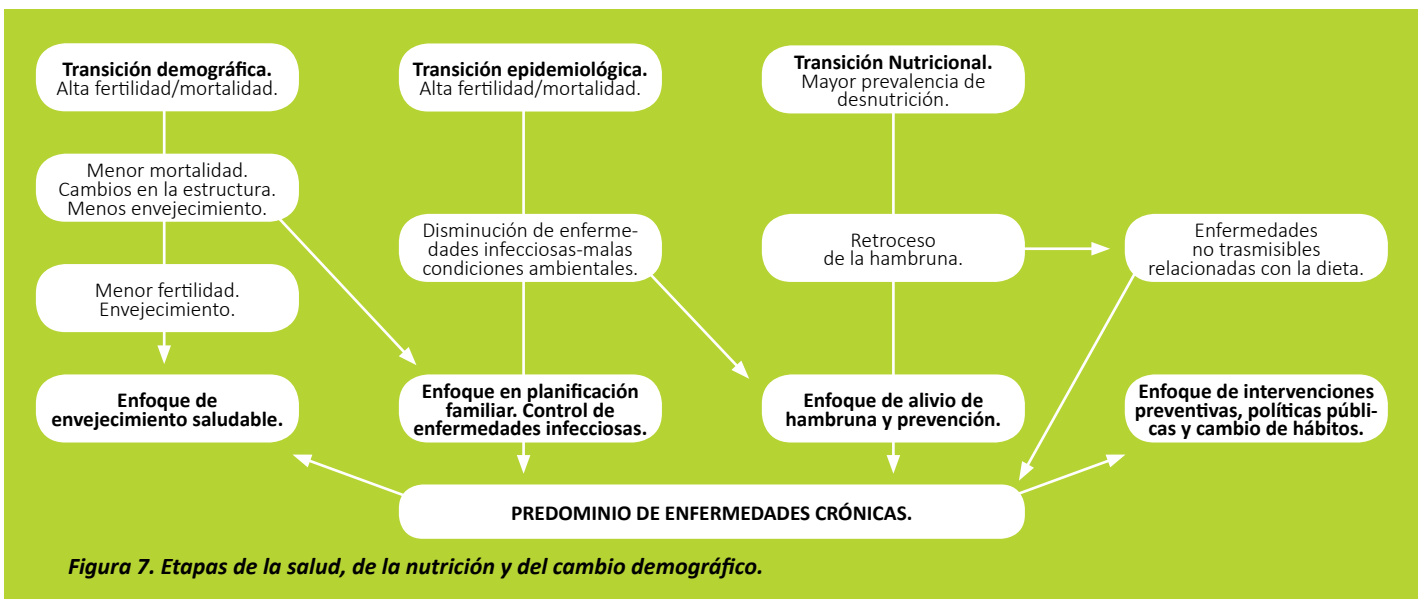 Transición demográfica.
Alta fertilidad/mortalidad.
Menor mortalidad.
Cambios en la estructura.
Menos envejecimiento.
Menor fertilidad.
Envejecimiento.
Enfoque de
envejecimiento saludable.
Transición epidemiológica.
Alta fertilidad/mortalidad.
Disminución de enferme-
dades infecciosas-malas
condiciones ambientales.
Enfoque en planificación
familiar. Control de
enfermedades infecciosas.
Transición Nutricional.
Mayor prevalencia de
desnutrición.
Retroceso
de la hambruna.
Enfoque de alivio de
hambruna y prevención.
Enfermedades
no trasmisibles
relacionadas con la dieta.
Enfoque de intervenciones
preventivas, políticas públi-
cas y cambio de hábitos.
PREDOMINIO DE ENFERMEDADES CRÓNICAS.
Figura 7. Etapas de la salud, de la nutrición y del cambio demográfico.